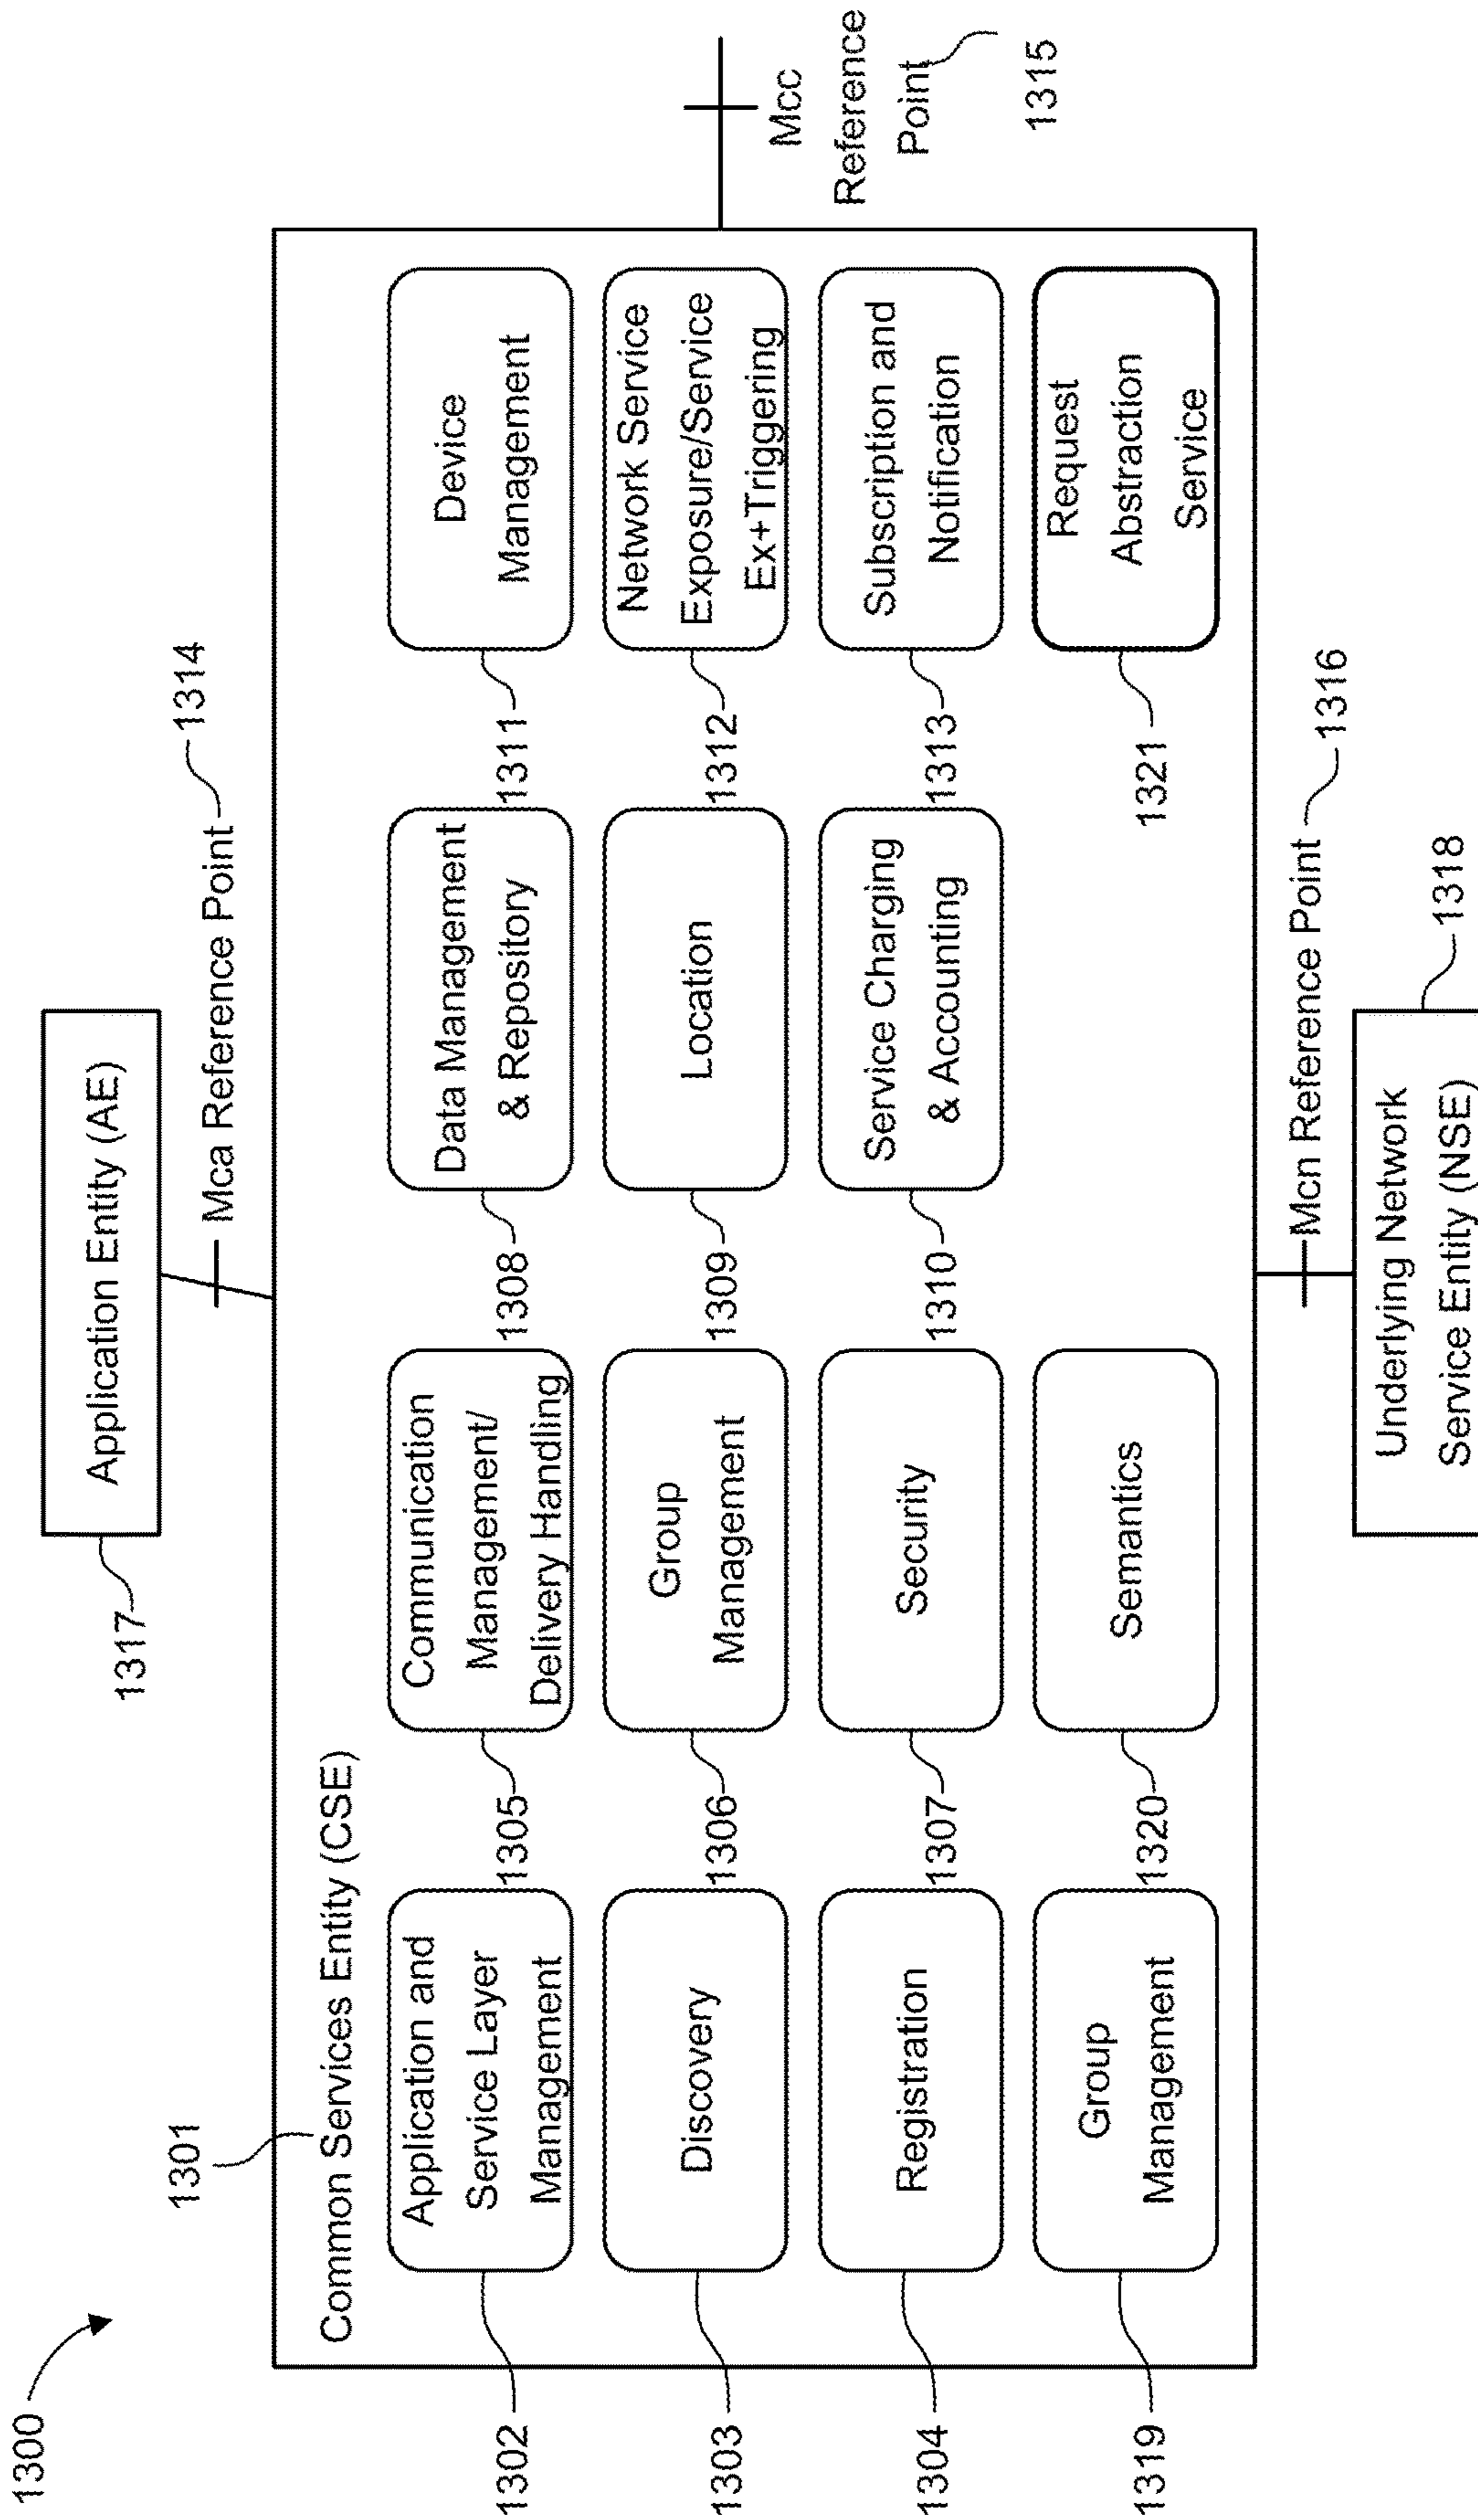 1300
1317
Application Entity (AE)
Mca Reference Point
1314
1301
Common Services Entity (CSE)
1302
Application and
Service Layer
Management
1305
Communication
Management/
Delivery Handling
1308
Data Management
& Repository
1311
Device
Management
1303
Discovery
1306
Group
Management
1309
Location
1312
Network Service
Exposure/Service
Ex+Triggering
Mcc
Reference
Point
1315
1304
Registration
1307
Security
1310
Service Charging
& Accounting
1313
Subscription and
Notification
1319
Group
Management
1320
Semantics
1321
Request
Abstraction
Service
Mcn Reference Point
1316
Underlying Network
Service Entity (NSE)
1318